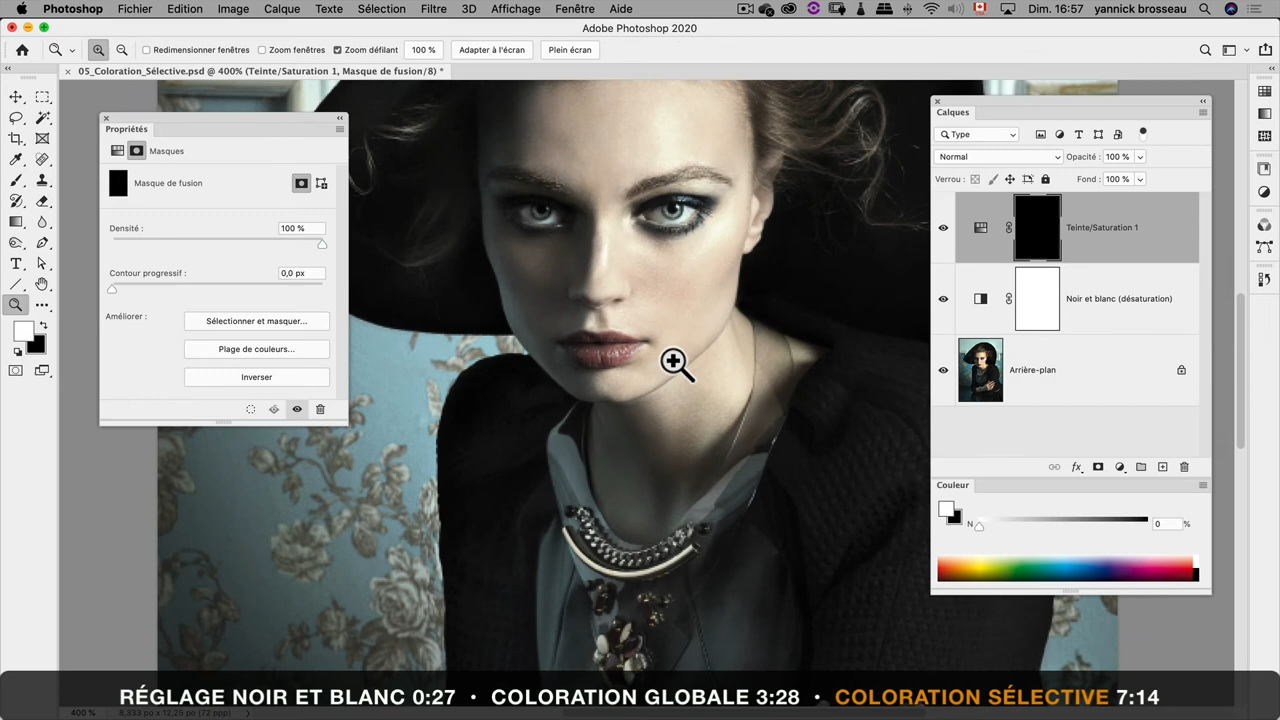 Photoshop Fichier Edition Image Calque Texte Sélection Filtre 3D Affichage Fenêtre Aide Dim. 16:57 yannick brosseau
Adobe Photoshop 2020
Redimensionner fenêtres Zoom fenêtres Zoom défilant 100 % Adapter à l'écran Plein écran
05_Coloration_Sélective.psd @ 400% (Teinte/Saturation 1, Masque de fusion/8) *
Propriétés
Masques
Masque de fusion
Densité : 100 %
Contour progressif : 0,0 px
Améliorer : Sélectionner et masquer...
Plage de couleurs...
Inverser
Calques
Type
Normal Opacité : 100 %
Verrou : Fond : 100 %
Teinte/Saturation 1
Noir et blanc (désaturation)
Arrière-plan
Couleur
N 0 %
RÉGLAGE NOIR ET BLANC 0:27 • COLORATION GLOBALE 3:28 • COLORATION SÉLECTIVE 7:14